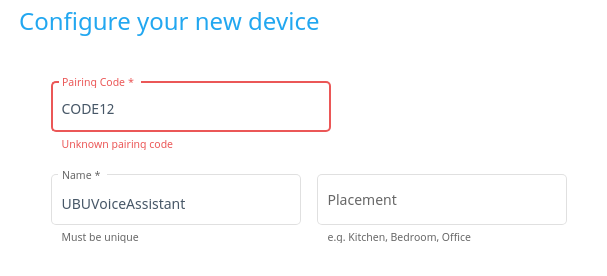 Configure your new device
Pairing Code *
CODE12
Unknown pairing code
Name *
UBUVoiceAssistant
Placement
Must be unique
e.g. Kitchen, Bedroom, Office